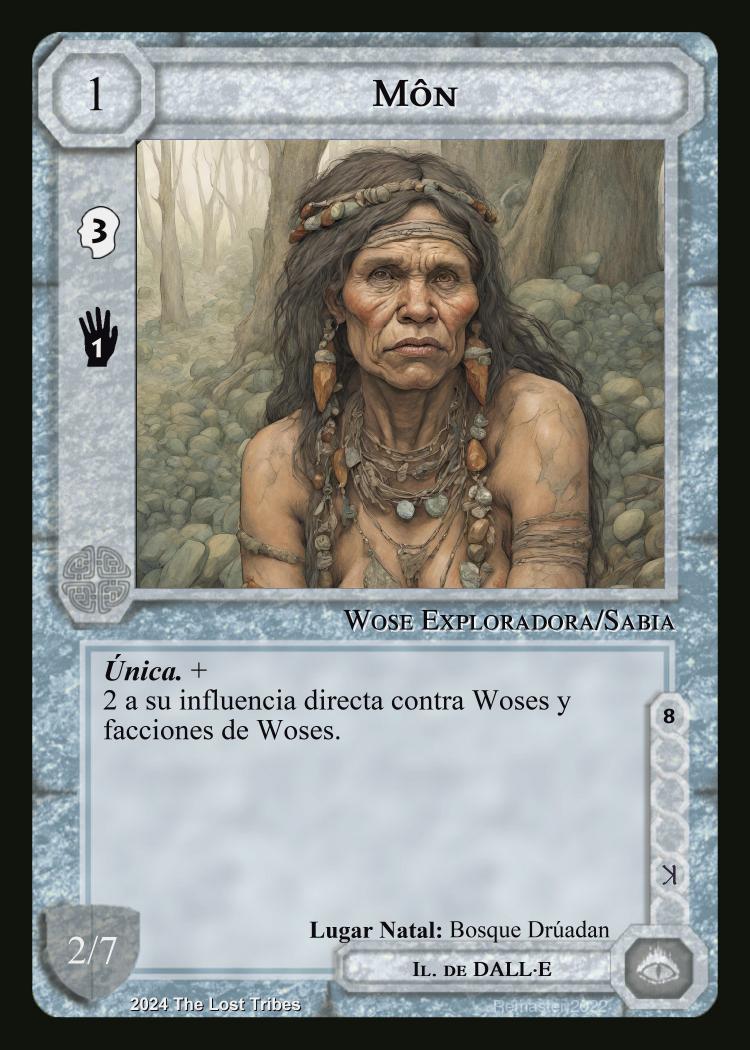 1
Môn
3
1
Wose Exploradora/Sabia
Única. +
2 a su influencia directa contra Woses y
facciones de Woses.
8
Lugar Natal: Bosque Drúadan
2/7
Il. de DALL·E
2024 The Lost Tribes
Remaster 2022